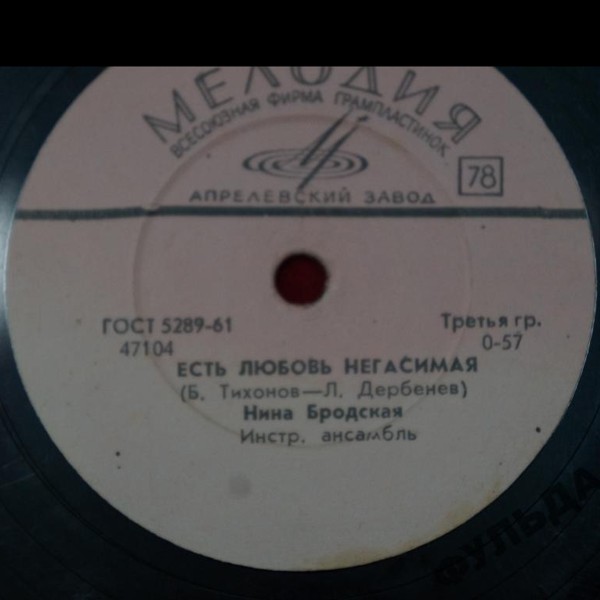 МЕЛОДИЯ
ВСЕСОЮЗНАЯ ФИРМА ГРАМПЛАСТИНОК
78
АПРЕЛЕВСКИЙ ЗАВОД
ГОСТ 5289-61
Третья гр.
47104
0-57
ЕСТЬ ЛЮБОВЬ НЕГАСИМАЯ
(Б. Тихонов—Л. Дербенев)
Нина Бродская
Инстр. ансамбль
ФУЛЬДА